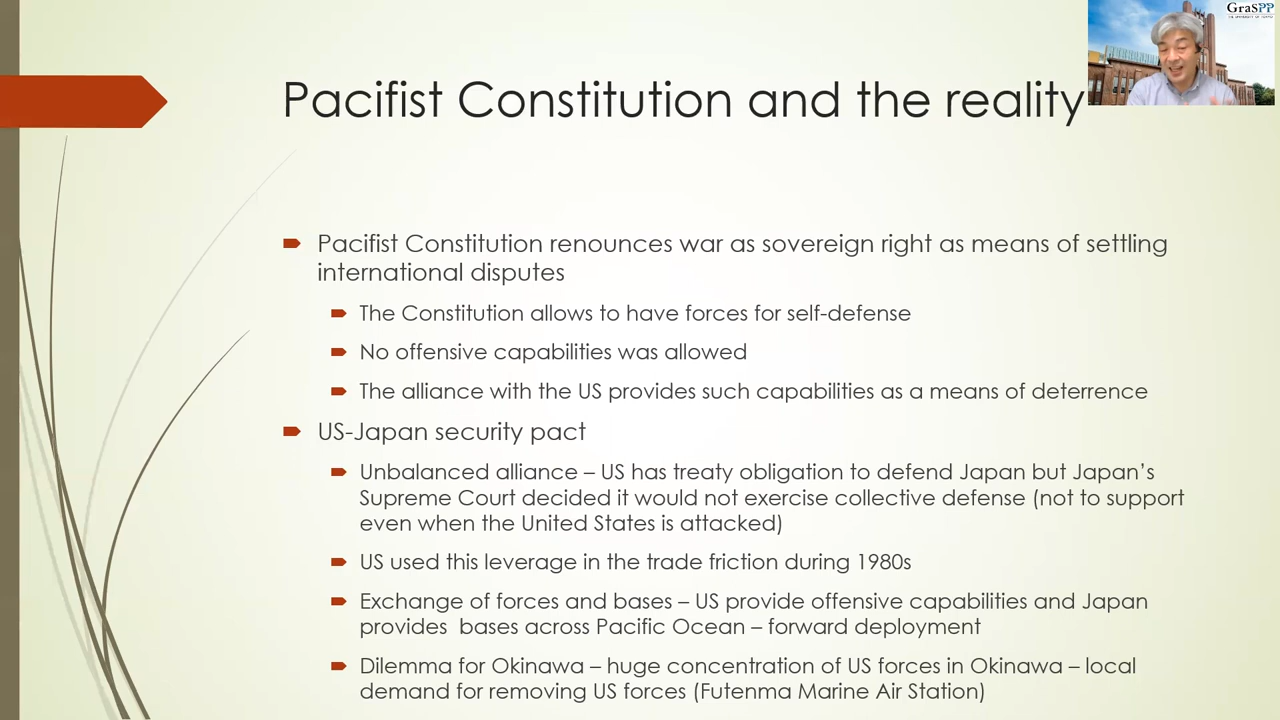 GraSPP
THE UNIVERSITY OF TOKYO
Pacifist Constitution and the reality
Pacifist Constitution renounces war as sovereign right as means of settling
international disputes
The Constitution allows to have forces for self-defense
No offensive capabilities was allowed
The alliance with the US provides such capabilities as a means of deterrence
US-Japan security pact
Unbalanced alliance – US has treaty obligation to defend Japan but Japan’s
Supreme Court decided it would not exercise collective defense (not to support
even when the United States is attacked)
US used this leverage in the trade friction during 1980s
Exchange of forces and bases – US provide offensive capabilities and Japan
provides  bases across Pacific Ocean – forward deployment
Dilemma for Okinawa – huge concentration of US forces in Okinawa – local
demand for removing US forces (Futenma Marine Air Station)